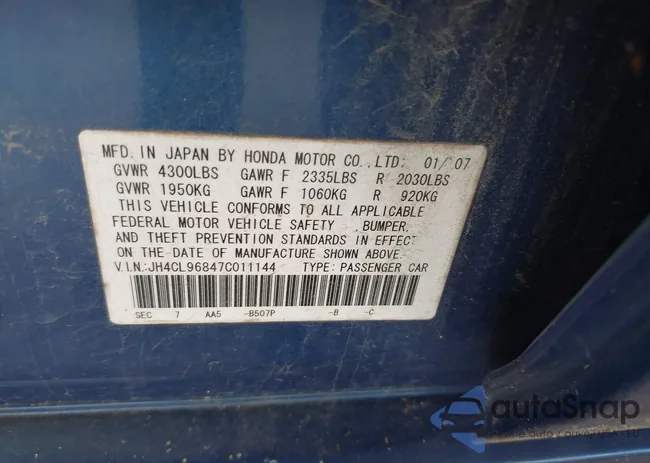 MFD. IN JAPAN BY HONDA MOTOR CO., LTD: 01/ 07
GVWR 4300LBS GAWR F 2335LBS R 2030LBS
GVWR 1950KG GAWR F 1060KG R 920KG
THIS VEHICLE CONFORMS TO ALL APPLICABLE
FEDERAL MOTOR VEHICLE SAFETY , BUMPER,
AND THEFT PREVENTION STANDARDS IN EFFECT
ON THE DATE OF MANUFACTURE SHOWN ABOVE.
V.I.N.:JH4CL96847C011144 TYPE: PASSENGER CAR
SEC 7 AA5 -B507P -B -C
autoSnap